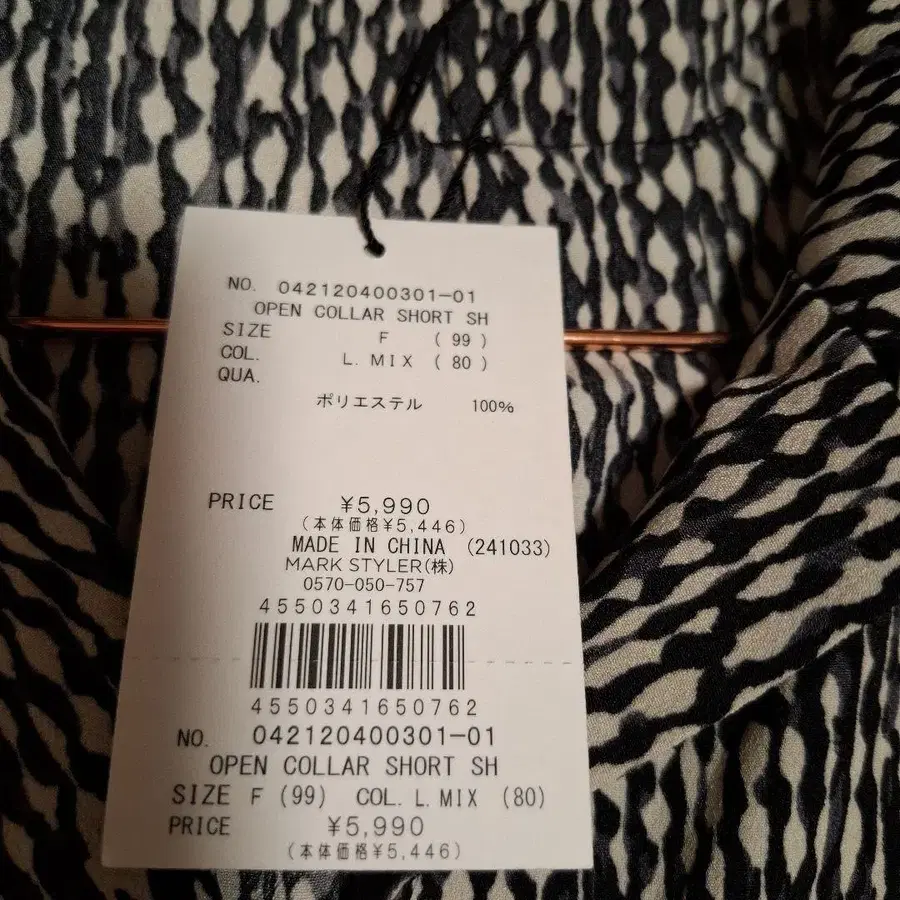 NO. 042120400301-01
OPEN COLLAR SHORT SH
SIZE F (99)
COL. L.MIX (80)
QUA.
ポリエステル 100%
PRICE ¥5,990
(本体価格¥5,446)
MADE IN CHINA (241033)
MARK STYLER(株)
0570-050-757
4550341650762
4550341650762
NO. 042120400301-01
OPEN COLLAR SHORT SH
SIZE F (99) COL. L.MIX (80)
PRICE ¥5,990
(本体価格¥5,446)